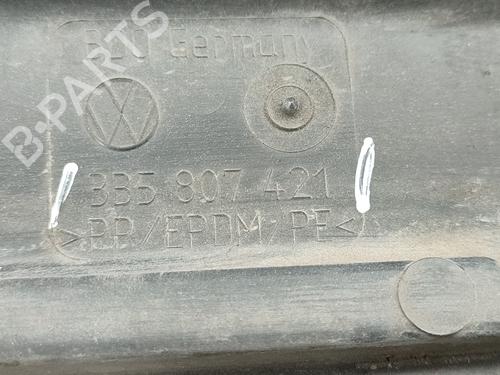 Germany
B-PARTS
3B5 807 421
>PP/EPDM/PE<